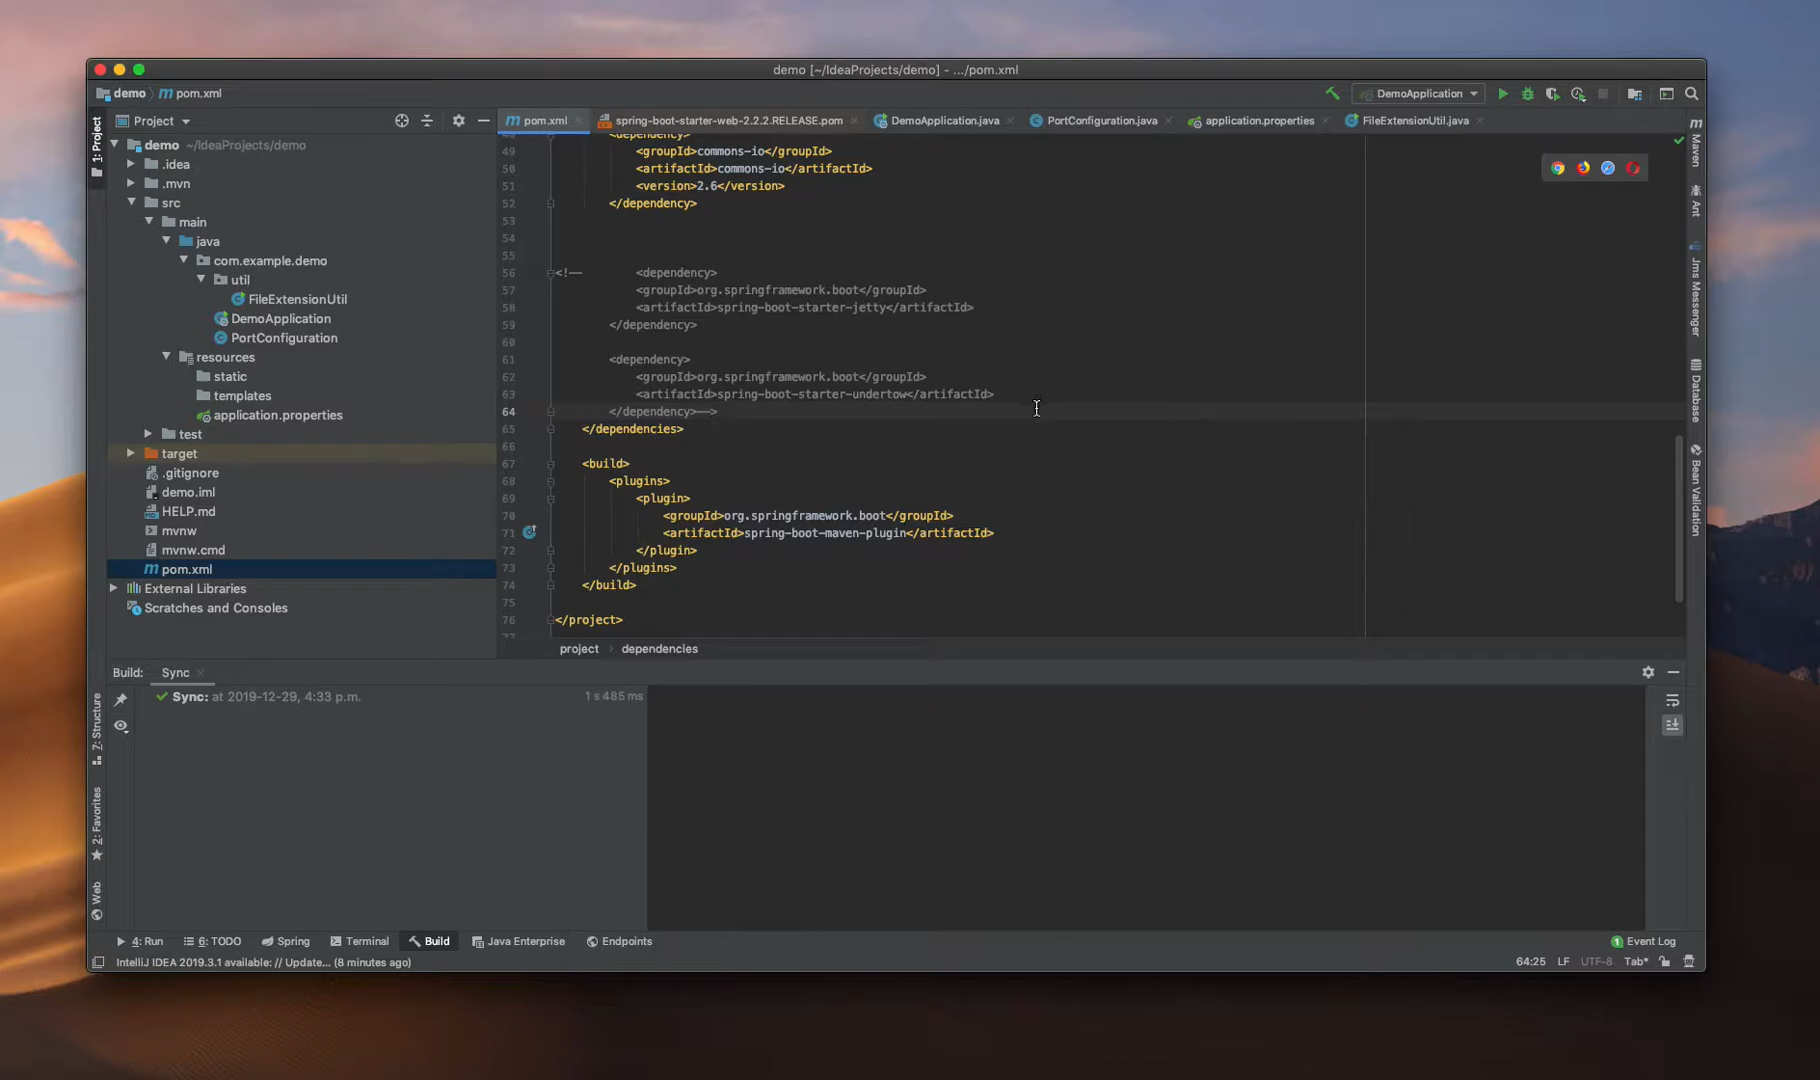 demo [~/IdeaProjects/demo] - .../pom.xml
demo
pom.xml
DemoApplication
Project
pom.xml
spring-boot-starter-web-2.2.2.RELEASE.pom
DemoApplication.java
PortConfiguration.java
application.properties
FileExtensionUtil.java
1: Project
demo ~/IdeaProjects/demo
.idea
.mvn
src
main
java
com.example.demo
util
FileExtensionUtil
DemoApplication
PortConfiguration
resources
static
templates
application.properties
test
target
.gitignore
demo.iml
HELP.md
mvnw
mvnw.cmd
pom.xml
External Libraries
Scratches and Consoles
48 <dependency>
49 <groupId>commons-io</groupId>
50 <artifactId>commons-io</artifactId>
51 <version>2.6</version>
52 </dependency>
53
54
55
56 <!-- <dependency>
57 <groupId>org.springframework.boot</groupId>
58 <artifactId>spring-boot-starter-jetty</artifactId>
59 </dependency>
60
61 <dependency>
62 <groupId>org.springframework.boot</groupId>
63 <artifactId>spring-boot-starter-undertow</artifactId>
64 </dependency>-->
65 </dependencies>
66
67 <build>
68 <plugins>
69 <plugin>
70 <groupId>org.springframework.boot</groupId>
71 <artifactId>spring-boot-maven-plugin</artifactId>
72 </plugin>
73 </plugins>
74 </build>
75
76 </project>
77
project
dependencies
Maven
Ant
Jms Messenger
Database
Bean Validation
Build:
Sync
Sync: at 2019-12-29, 4:33 p.m.
1 s 485 ms
7: Structure
2: Favorites
Web
4: Run
6: TODO
Spring
Terminal
Build
Java Enterprise
Endpoints
1 Event Log
IntelliJ IDEA 2019.3.1 available: // Update... (8 minutes ago)
64:25
LF
UTF-8
Tab*